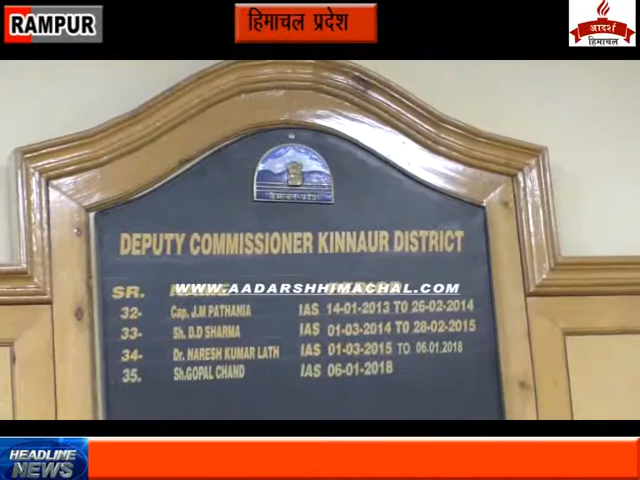 RAMPUR
हिमाचल प्रदेश
आदर्श
हिमाचल
DEPUTY COMMISSIONER KINNAUR DISTRICT
WWW.AADARSHHIMACHAL.COM
SR. NAME
32- Cap. J.M PATHANIA IAS 14-01-2013 TO 26-02-2014
33- Sh. D.D SHARMA IAS 01-03-2014 TO 28-02-2015
34- Dr. NARESH KUMAR LATH IAS 01-03-2015 TO 06.01.2018
35. Sh.GOPAL CHAND IAS 06-01-2018
HEADLINE
NEWS